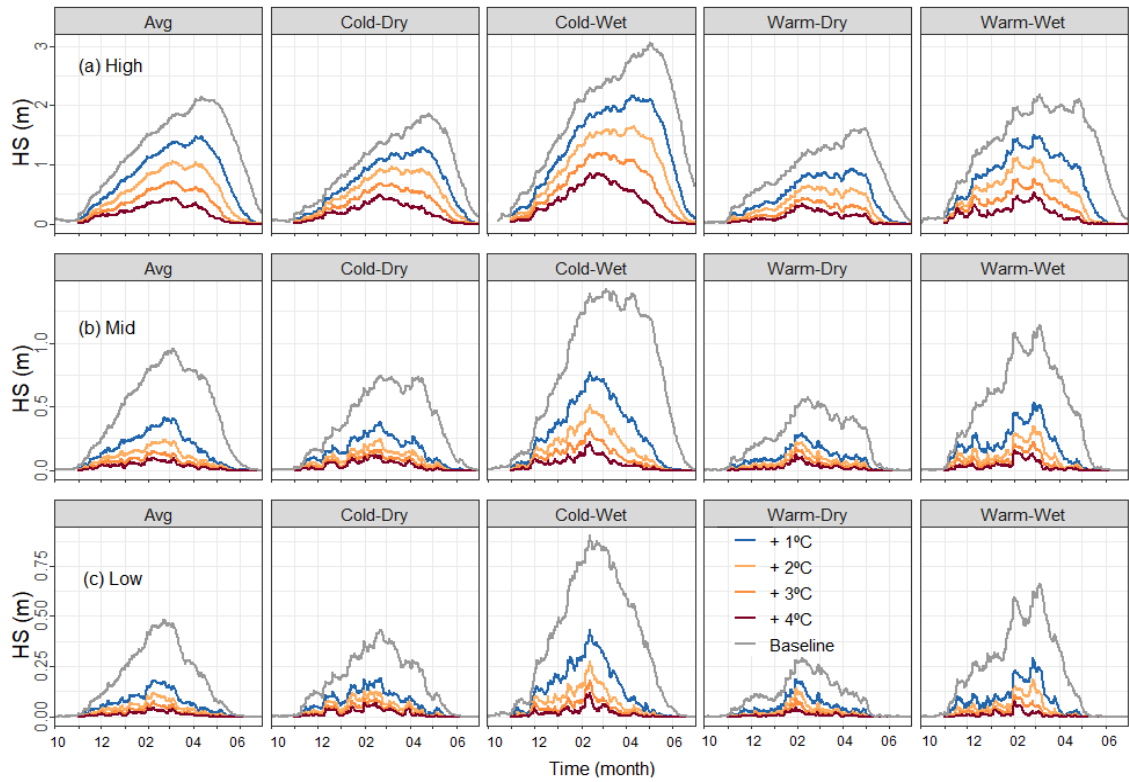 Avg Cold-Dry Cold-Wet Warm-Dry Warm-Wet
(a) High
HS (m)
3
2
1
0
Avg Cold-Dry Cold-Wet Warm-Dry Warm-Wet
(b) Mid
HS (m)
1.0
0.5
0.0
Avg Cold-Dry Cold-Wet Warm-Dry Warm-Wet
(c) Low
HS (m)
0.75
0.50
0.25
0.00
+ 1ºC
+ 2ºC
+ 3ºC
+ 4ºC
Baseline
10 12 02 04 06 10 12 02 04 06 10 12 02 04 06 10 12 02 04 06 10 12 02 04 06
Time (month)